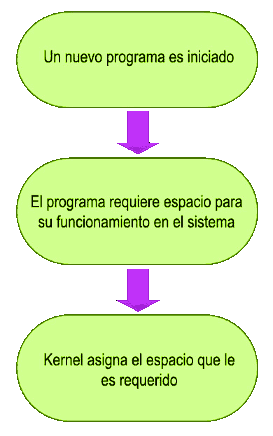 Un nuevo programa es iniciado
El programa requiere espacio para
su funcionamiento en el sistema
Kernel asigna el espacio que le
es requerido